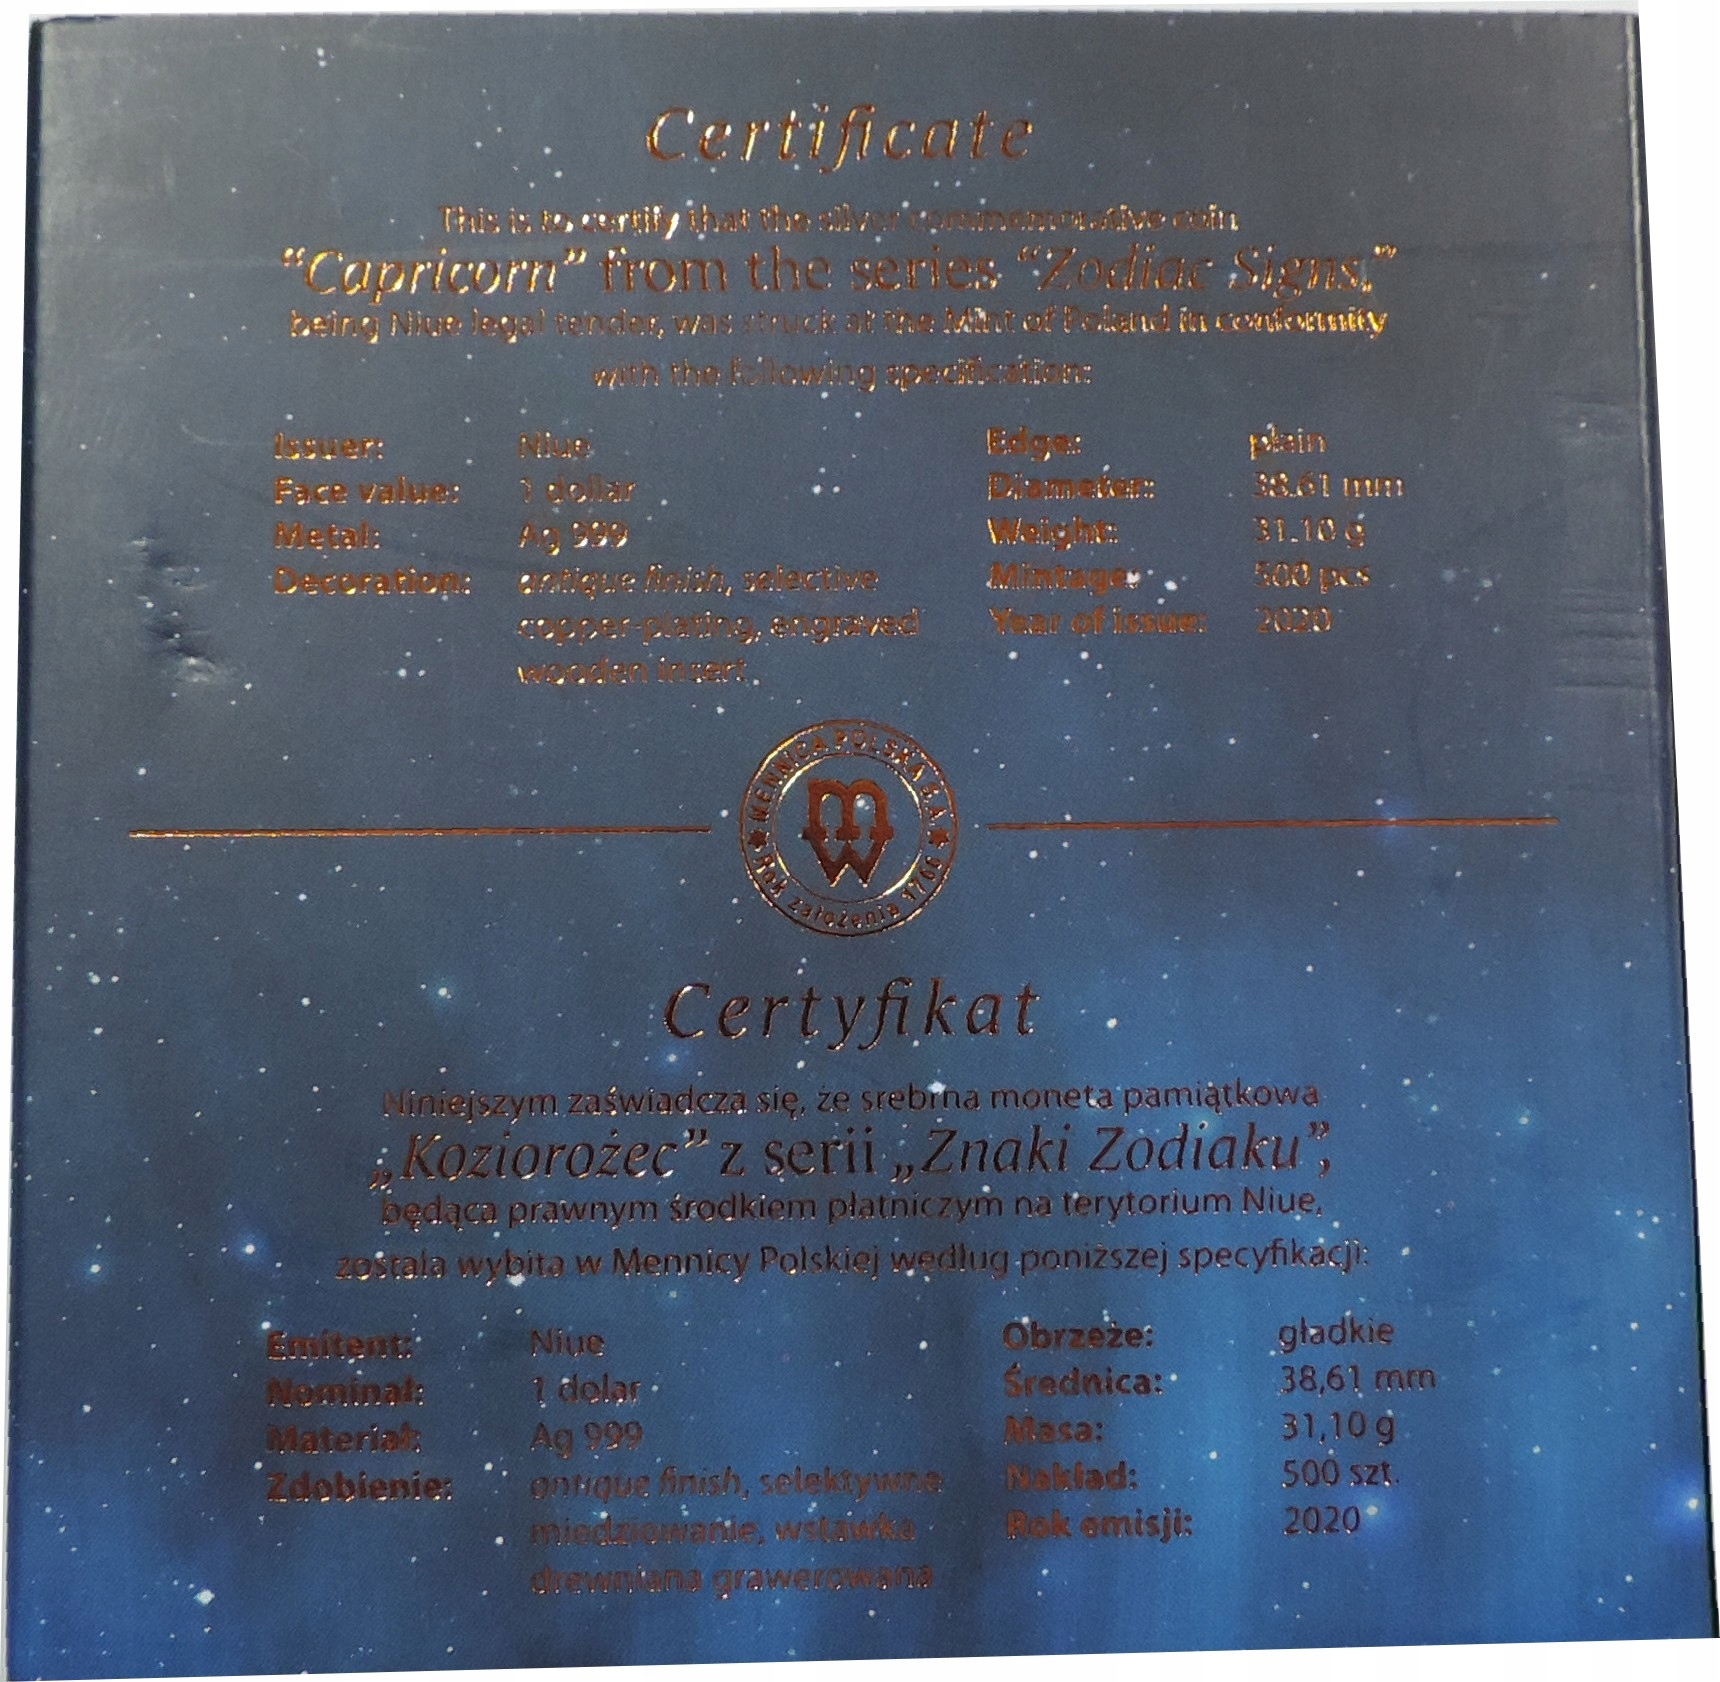 Certificate
This is to certify that the silver commemorative coin
“Capricorn” from the series “Zodiac Signs,”
being Niue legal tender, was struck at the Mint of Poland in conformity
with the following specification:
Issuer: Niue
Face value: 1 dollar
Metal: Ag 999
Decoration: antique finish, selective
copper-plating, engraved
wooden insert
Edge: plain
Diameter: 38.61 mm
Weight: 31.10 g
Mintage: 500 pcs
Year of issue: 2020
MENNICA POLSKA S.A.
MW
Rok założenia 1766
Certyfikat
Niniejszym zaświadcza się, że srebrna moneta pamiątkowa
„Koziorożec” z serii „Znaki Zodiaku”,
będąca prawnym środkiem płatniczym na terytorium Niue,
została wybita w Mennicy Polskiej według poniższej specyfikacji:
Emitent: Niue
Nominał: 1 dolar
Materiał: Ag 999
Zdobienie: antique finish, selektywne
miedziowanie, wstawka
drewniana grawerowana
Obrzeże: gładkie
Średnica: 38,61 mm
Masa: 31,10 g
Nakład: 500 szt.
Rok emisji: 2020